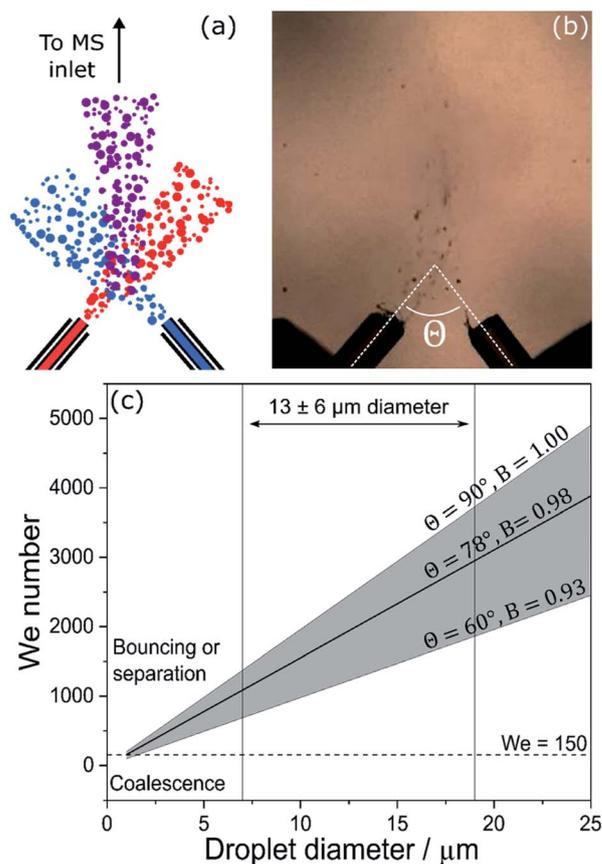 (a)
To MS
inlet
(b)
Θ
(c)
13 ± 6 μm diameter
5000
4000
3000
2000
1000
0
We number
Θ = 90°, B = 1.00
Θ = 78°, B= 0.98
Θ = 60°, B = 0.93
Bouncing or
separation
We = 150
Coalescence
0
5
10
15
20
25
Droplet diameter / μm